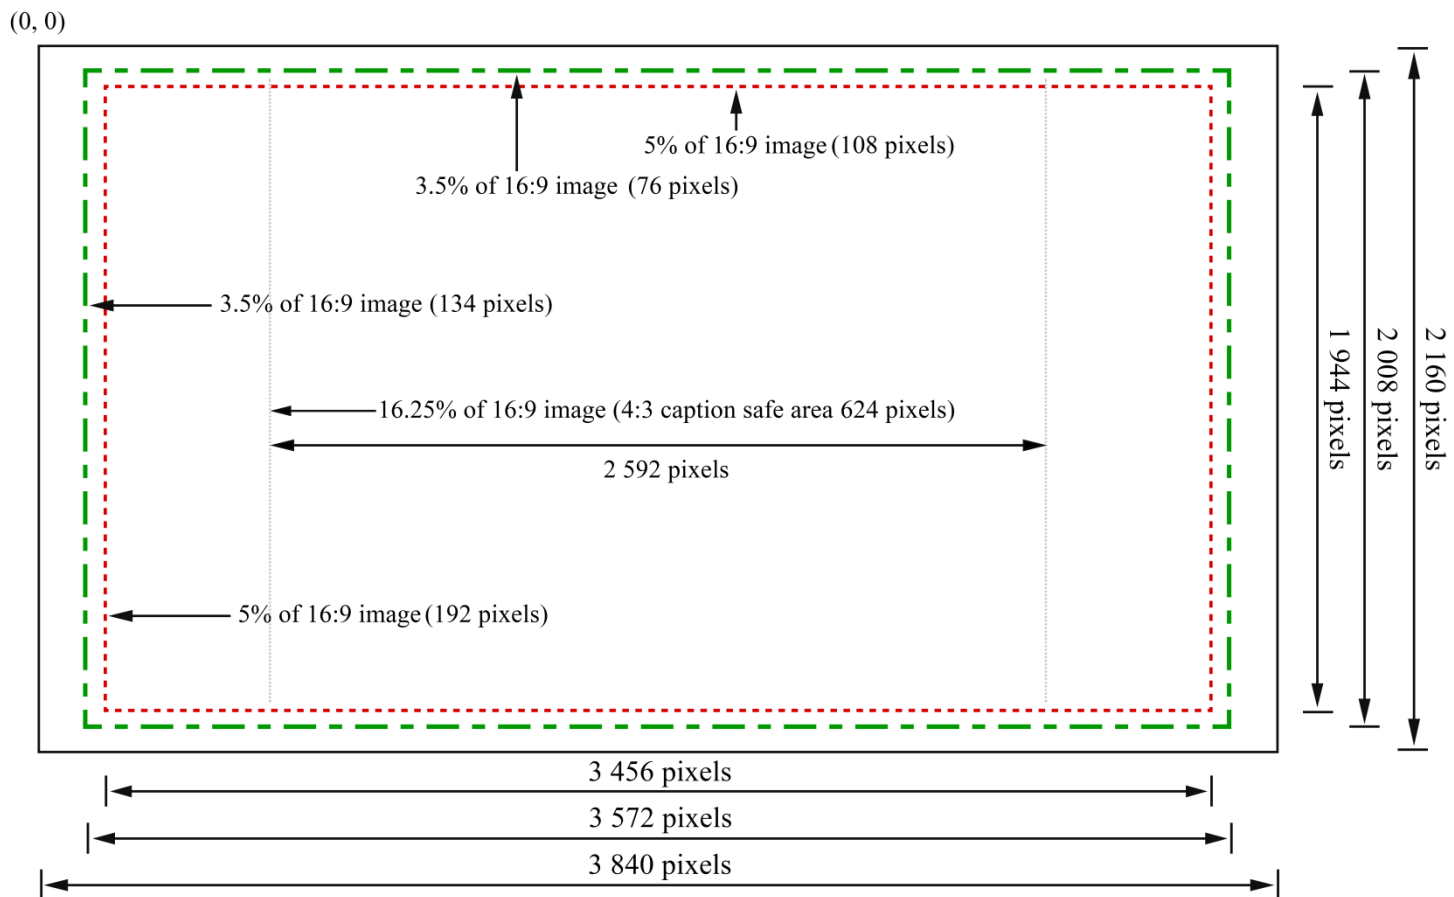 (0, 0)
5% of 16:9 image (108 pixels)
3.5% of 16:9 image (76 pixels)
3.5% of 16:9 image (134 pixels)
16.25% of 16:9 image (4:3 caption safe area 624 pixels)
2 592 pixels
5% of 16:9 image (192 pixels)
1 944 pixels
2 008 pixels
2 160 pixels
3 456 pixels
3 572 pixels
3 840 pixels